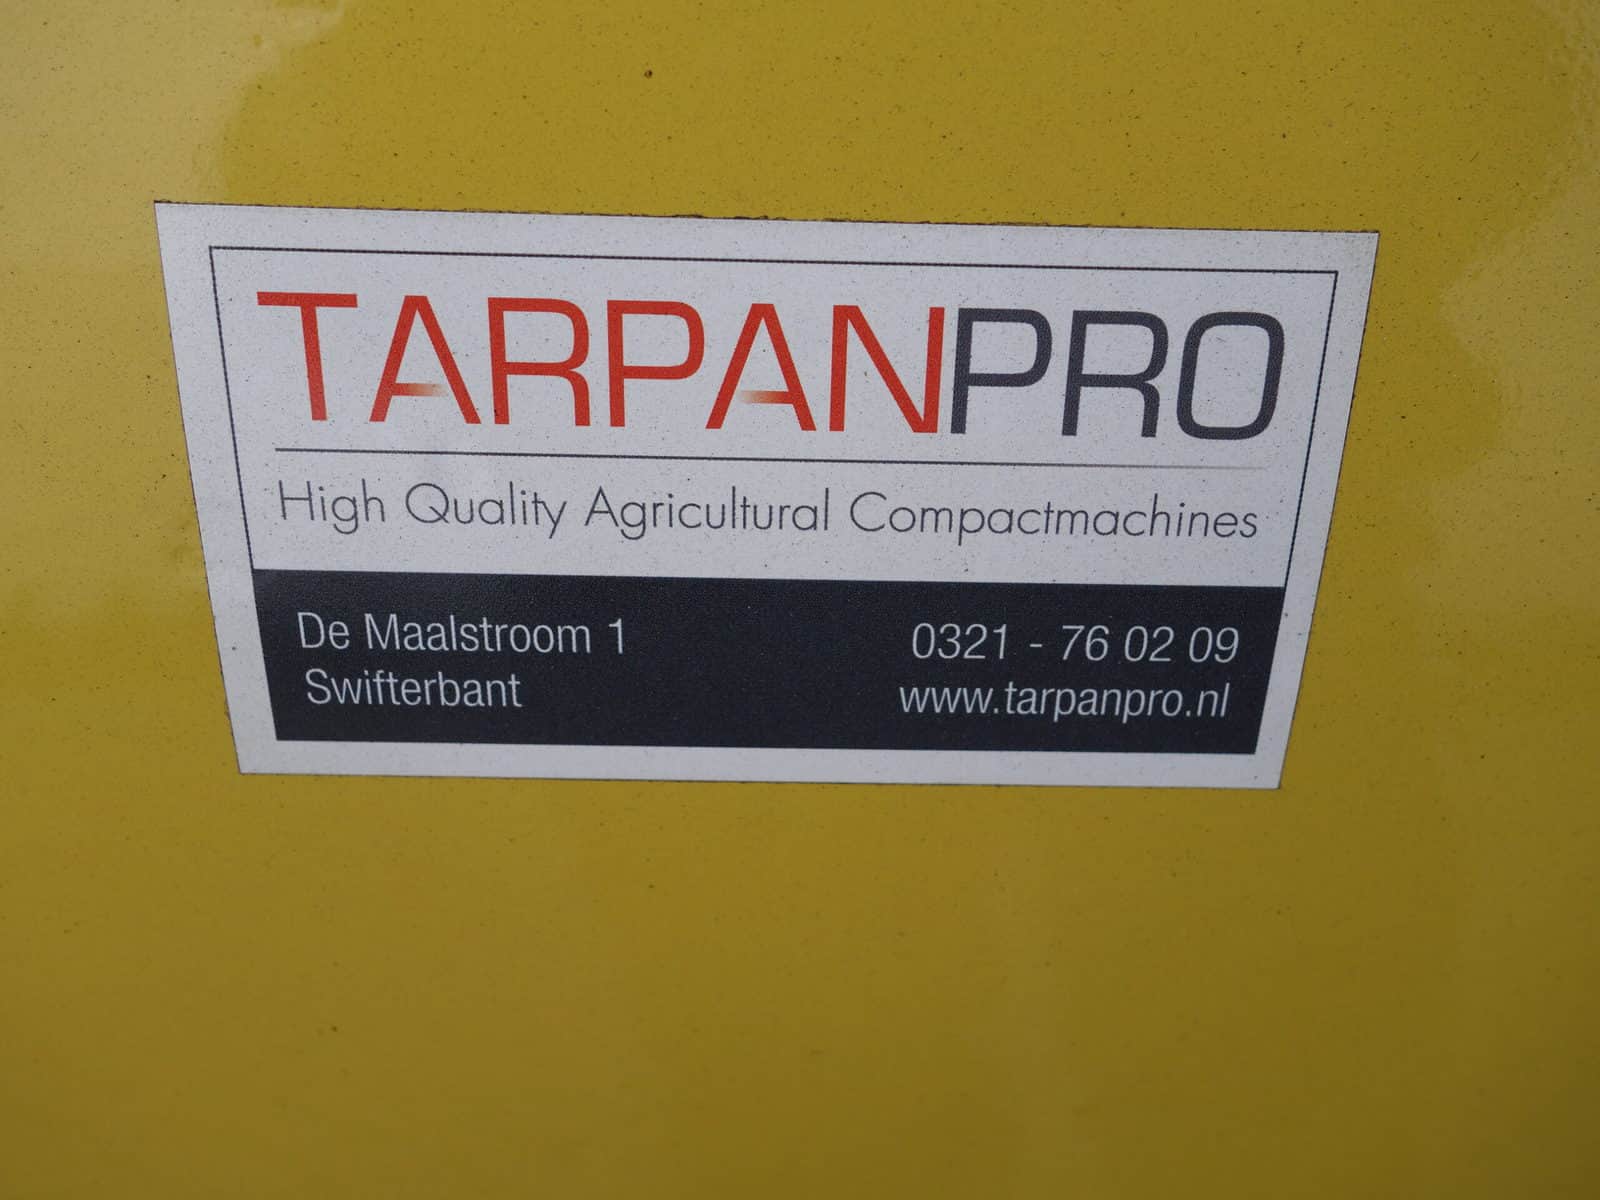 TARPANPRO
High Quality Agricultural Compactmachines
De Maalstroom 1
Swifterbant
0321 - 76 02 09
www.tarpanpro.nl